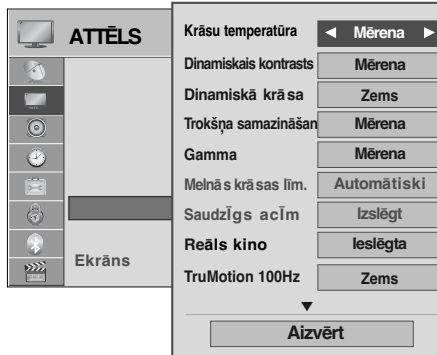 ATTĒLS
Ekrāns
Krāsu temperatūra ◄ Mērena ►
Dinamiskais kontrasts Mērena
Dinamiskā krāsa Zems
Trokšņa samazināšan Mērena
Gamma Mērena
Melnās krāsas līm. Automātiski
SaudzĪgs acĪm Izslēgt
Reāls kino Ieslēgta
TruMotion 100Hz Zems
▼
Aizvērt